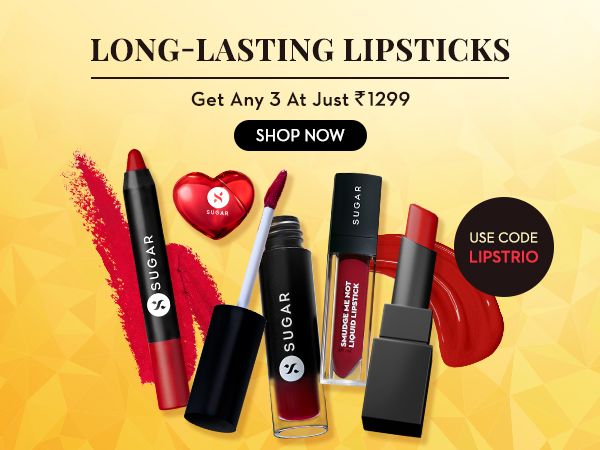 LONG-LASTING LIPSTICKS
Get Any 3 At Just ₹1299
SHOP NOW
SUGAR
SUGAR
SUGAR
SUGAR
SMUDGE ME NOT
LIQUID LIPSTICK
USE CODE
LIPSTRIO